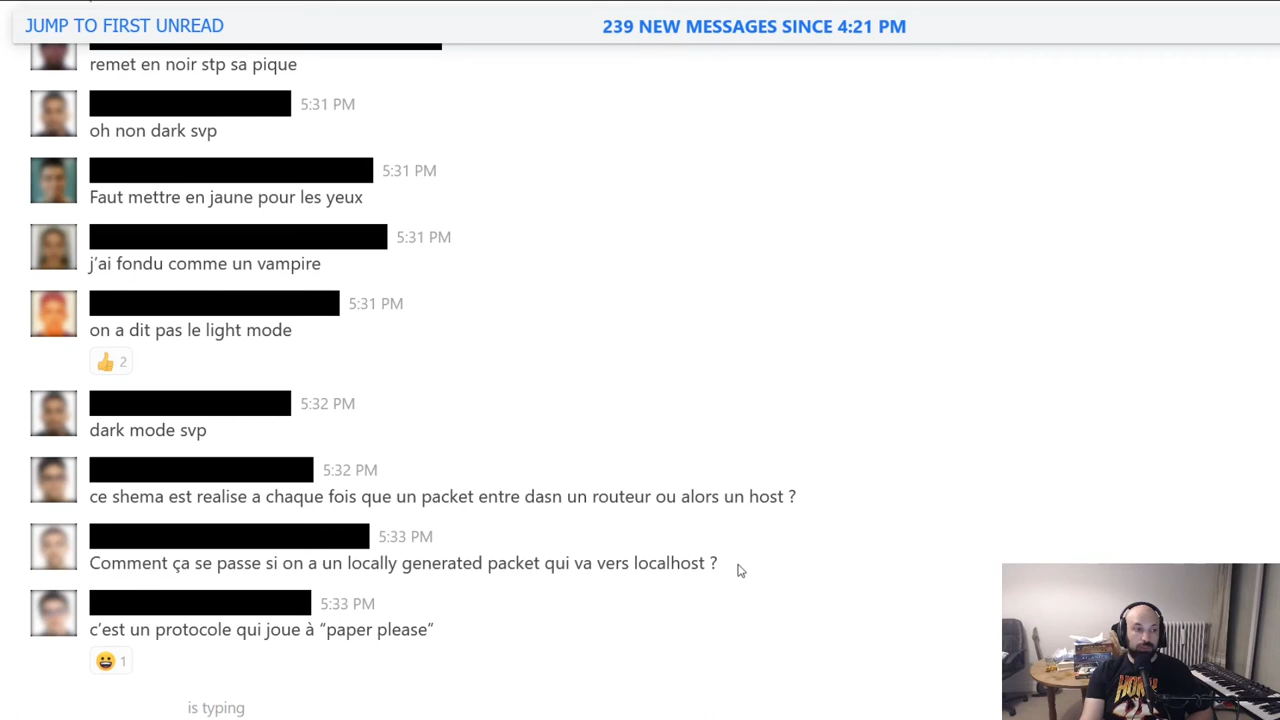 JUMP TO FIRST UNREAD
239 NEW MESSAGES SINCE 4:21 PM
remet en noir stp sa pique
5:31 PM
oh non dark svp
5:31 PM
Faut mettre en jaune pour les yeux
5:31 PM
j’ai fondu comme un vampire
5:31 PM
on a dit pas le light mode
👍 2
5:32 PM
dark mode svp
5:32 PM
ce shema est realise a chaque fois que un packet entre dasn un routeur ou alors un host ?
5:33 PM
Comment ça se passe si on a un locally generated packet qui va vers localhost ?
5:33 PM
c’est un protocole qui joue à “paper please”
😀 1
is typing